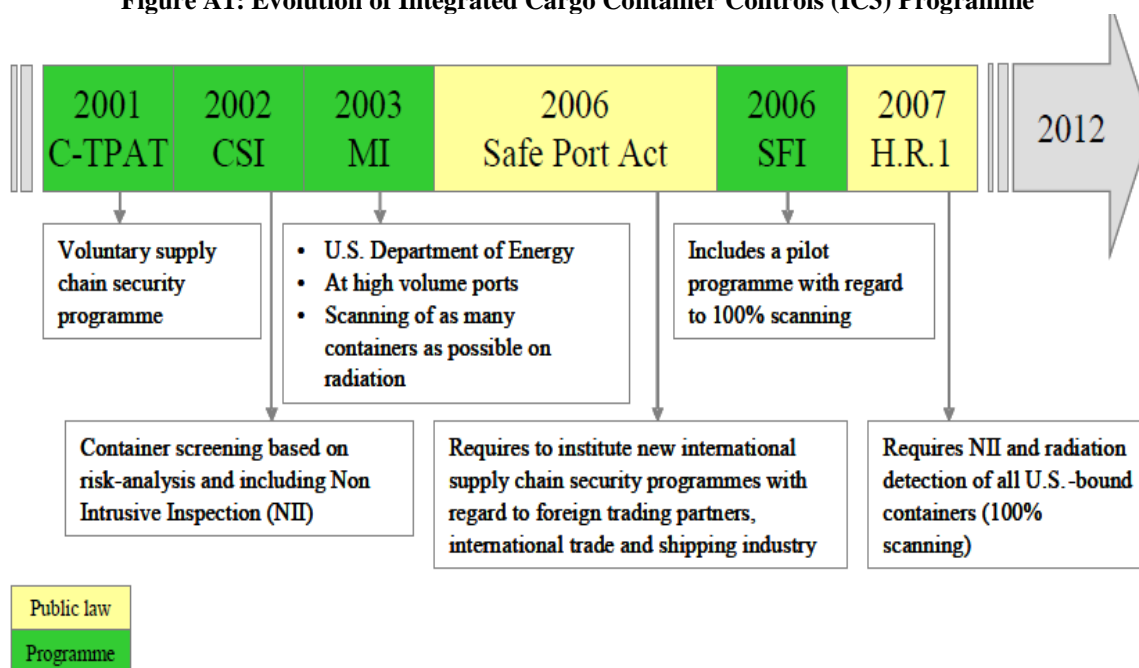 Figure A1: Evolution of Integrated Cargo Container Controls (IC3) Programme
2001
C-TPAT
2002
CSI
2003
MI
2006
Safe Port Act
2006
SFI
2007
H.R.1
2012
Voluntary supply
chain security
programme
• U.S. Department of Energy
• At high volume ports
• Scanning of as many
containers as possible on
radiation
Includes a pilot
programme with regard
to 100% scanning
Container screening based on
risk-analysis and including Non
Intrusive Inspection (NII)
Requires to institute new international
supply chain security programmes with
regard to foreign trading partners,
international trade and shipping industry
Requires NII and radiation
detection of all U.S.-bound
containers (100%
scanning)
Public law
Programme